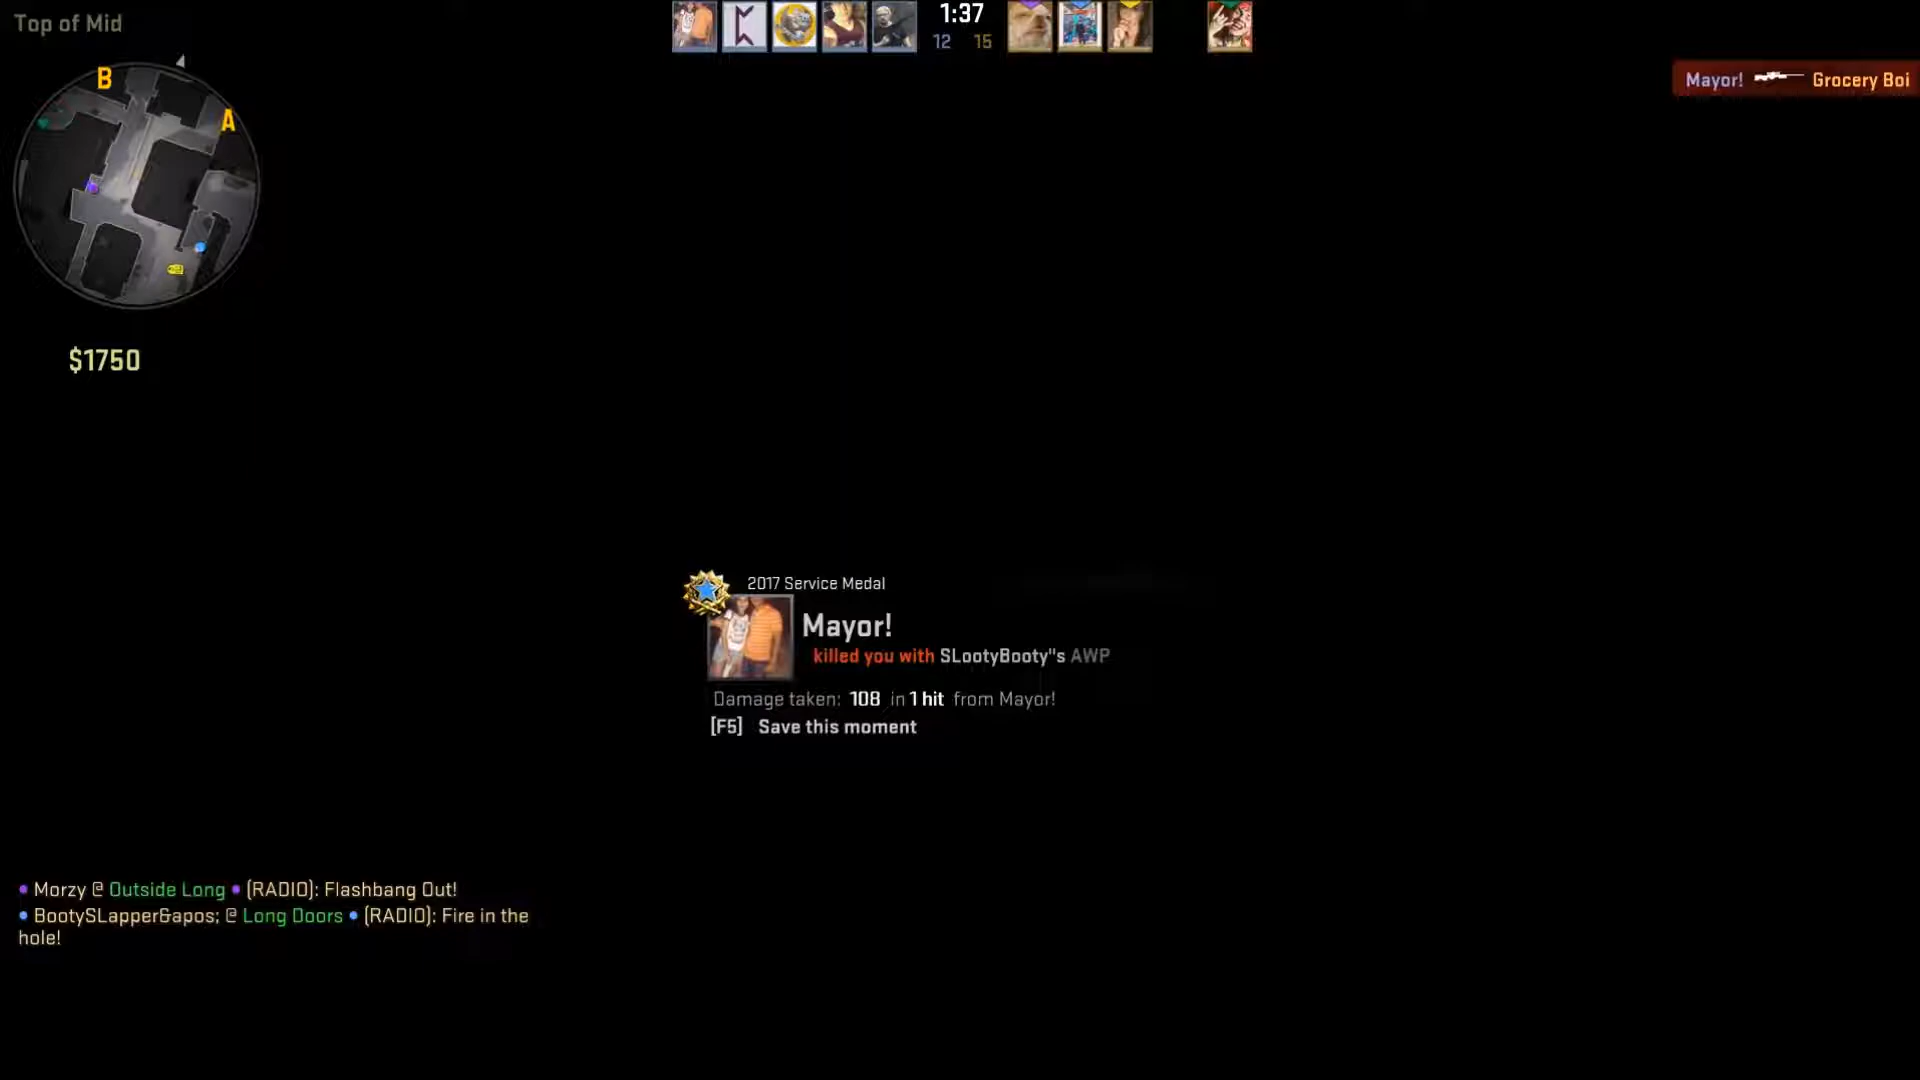 Top of Mid
1:37
12 15
B
A
Mayor! Grocery Boi
$1750
2017 Service Medal
Mayor!
killed you with SLootyBooty"s AWP
Damage taken: 108 in 1 hit from Mayor!
[F5] Save this moment
• Morzy @ Outside Long • (RADIO): Flashbang Out!
• BootySLapper&apos; @ Long Doors • (RADIO): Fire in the
hole!